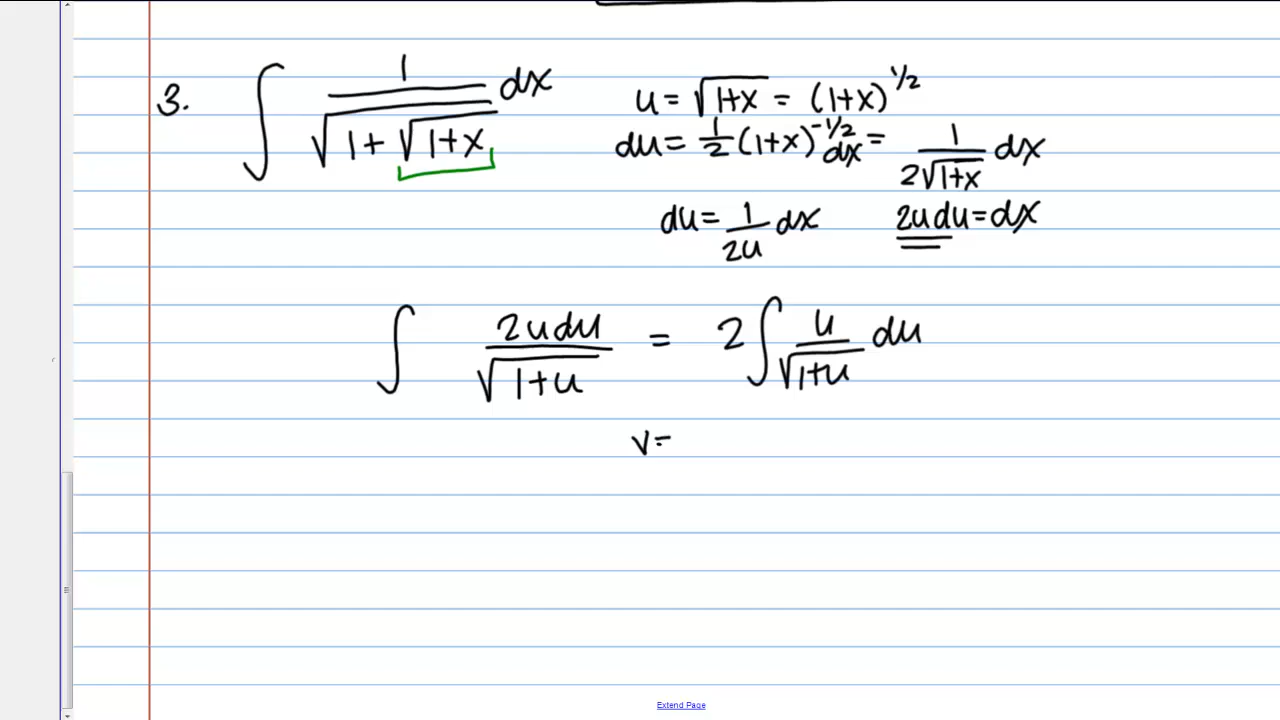 3. ∫ 1/√(1+√(1+x)) dx u = √(1+x) = (1+x)^1/2
du = 1/2 (1+x)^-1/2 dx = 1/(2√(1+x)) dx
du = 1/(2u) dx 2u du = dx
∫ 2u du/√(1+u) = 2 ∫ u/√(1+u) du
v =
Extend Page